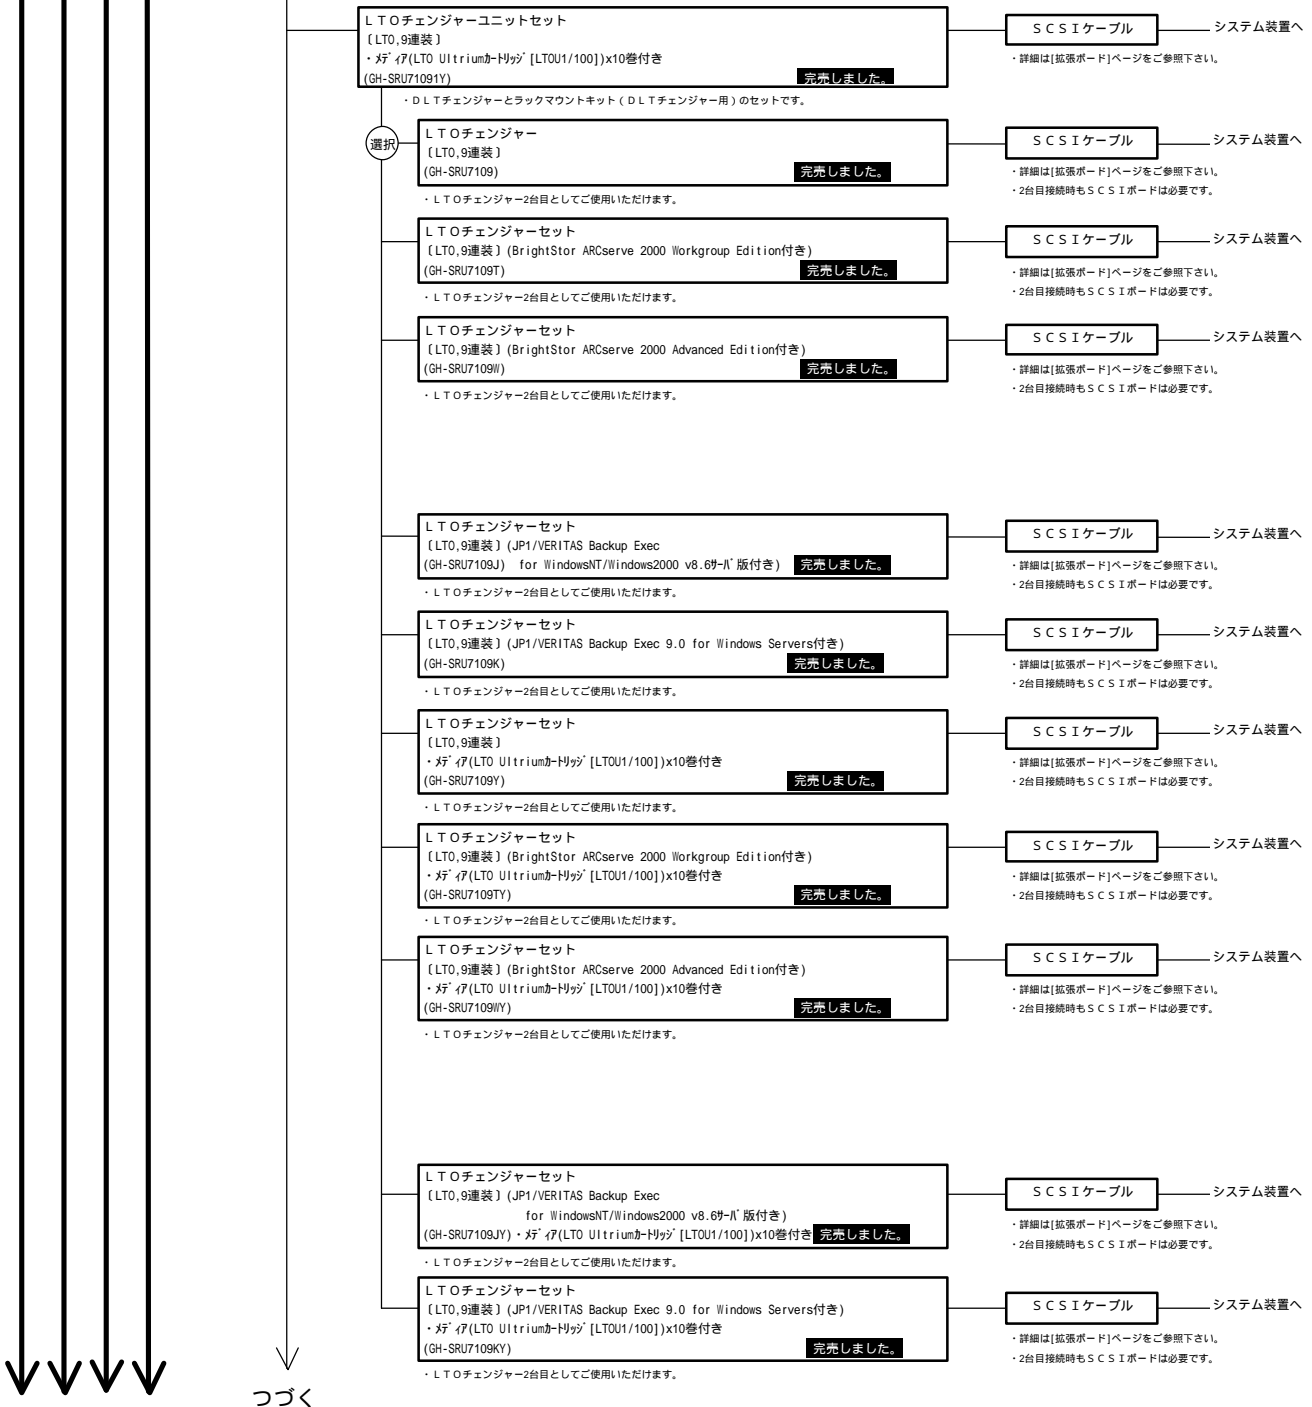 ＬＴＯチェンジャーユニットセット
〔LTO,9連装〕
・ﾒﾃﾞｨｱ(LTO Ultriumｶｰﾄﾘｯｼﾞ[LTOU1/100])x10巻付き
(GH-SRU71091Y) 完売しました。
・ＤＬＴチェンジャーとラックマウントキット（ＤＬＴチェンジャー用）のセットです。
ＳＣＳＩケーブル システム装置へ
・詳細は[拡張ボード]ページをご参照下さい。
選択
ＬＴＯチェンジャー
〔LTO,9連装〕
(GH-SRU7109) 完売しました。
・ＬＴＯチェンジャー2台目としてご使用いただけます。
ＳＣＳＩケーブル システム装置へ
・詳細は[拡張ボード]ページをご参照下さい。
・2台目接続時もＳＣＳＩボードは必要です。
ＬＴＯチェンジャーセット
〔LTO,9連装〕(BrightStor ARCserve 2000 Workgroup Edition付き)
(GH-SRU7109T) 完売しました。
・ＬＴＯチェンジャー2台目としてご使用いただけます。
ＳＣＳＩケーブル システム装置へ
・詳細は[拡張ボード]ページをご参照下さい。
・2台目接続時もＳＣＳＩボードは必要です。
ＬＴＯチェンジャーセット
〔LTO,9連装〕(BrightStor ARCserve 2000 Advanced Edition付き)
(GH-SRU7109W) 完売しました。
・ＬＴＯチェンジャー2台目としてご使用いただけます。
ＳＣＳＩケーブル システム装置へ
・詳細は[拡張ボード]ページをご参照下さい。
・2台目接続時もＳＣＳＩボードは必要です。
ＬＴＯチェンジャーセット
〔LTO,9連装〕(JP1/VERITAS Backup Exec
(GH-SRU7109J) for WindowsNT/Windows2000 v8.6ｻｰﾊﾞ版付き) 完売しました。
・ＬＴＯチェンジャー2台目としてご使用いただけます。
ＳＣＳＩケーブル システム装置へ
・詳細は[拡張ボード]ページをご参照下さい。
・2台目接続時もＳＣＳＩボードは必要です。
ＬＴＯチェンジャーセット
〔LTO,9連装〕(JP1/VERITAS Backup Exec 9.0 for Windows Servers付き)
(GH-SRU7109K) 完売しました。
・ＬＴＯチェンジャー2台目としてご使用いただけます。
ＳＣＳＩケーブル システム装置へ
・詳細は[拡張ボード]ページをご参照下さい。
・2台目接続時もＳＣＳＩボードは必要です。
ＬＴＯチェンジャーセット
〔LTO,9連装〕
・ﾒﾃﾞｨｱ(LTO Ultriumｶｰﾄﾘｯｼﾞ[LTOU1/100])x10巻付き
(GH-SRU7109Y) 完売しました。
・ＬＴＯチェンジャー2台目としてご使用いただけます。
ＳＣＳＩケーブル システム装置へ
・詳細は[拡張ボード]ページをご参照下さい。
・2台目接続時もＳＣＳＩボードは必要です。
ＬＴＯチェンジャーセット
〔LTO,9連装〕(BrightStor ARCserve 2000 Workgroup Edition付き)
・ﾒﾃﾞｨｱ(LTO Ultriumｶｰﾄﾘｯｼﾞ[LTOU1/100])x10巻付き
(GH-SRU7109TY) 完売しました。
・ＬＴＯチェンジャー2台目としてご使用いただけます。
ＳＣＳＩケーブル システム装置へ
・詳細は[拡張ボード]ページをご参照下さい。
・2台目接続時もＳＣＳＩボードは必要です。
ＬＴＯチェンジャーセット
〔LTO,9連装〕(BrightStor ARCserve 2000 Advanced Edition付き)
・ﾒﾃﾞｨｱ(LTO Ultriumｶｰﾄﾘｯｼﾞ[LTOU1/100])x10巻付き
(GH-SRU7109WY) 完売しました。
・ＬＴＯチェンジャー2台目としてご使用いただけます。
ＳＣＳＩケーブル システム装置へ
・詳細は[拡張ボード]ページをご参照下さい。
・2台目接続時もＳＣＳＩボードは必要です。
ＬＴＯチェンジャーセット
〔LTO,9連装〕(JP1/VERITAS Backup Exec
for WindowsNT/Windows2000 v8.6ｻｰﾊﾞ版付き)
(GH-SRU7109JY)・ﾒﾃﾞｨｱ(LTO Ultriumｶｰﾄﾘｯｼﾞ[LTOU1/100])x10巻付き 完売しました。
・ＬＴＯチェンジャー2台目としてご使用いただけます。
ＳＣＳＩケーブル システム装置へ
・詳細は[拡張ボード]ページをご参照下さい。
・2台目接続時もＳＣＳＩボードは必要です。
ＬＴＯチェンジャーセット
〔LTO,9連装〕(JP1/VERITAS Backup Exec 9.0 for Windows Servers付き)
・ﾒﾃﾞｨｱ(LTO Ultriumｶｰﾄﾘｯｼﾞ[LTOU1/100])x10巻付き
(GH-SRU7109KY) 完売しました。
・ＬＴＯチェンジャー2台目としてご使用いただけます。
ＳＣＳＩケーブル システム装置へ
・詳細は[拡張ボード]ページをご参照下さい。
・2台目接続時もＳＣＳＩボードは必要です。
つづく